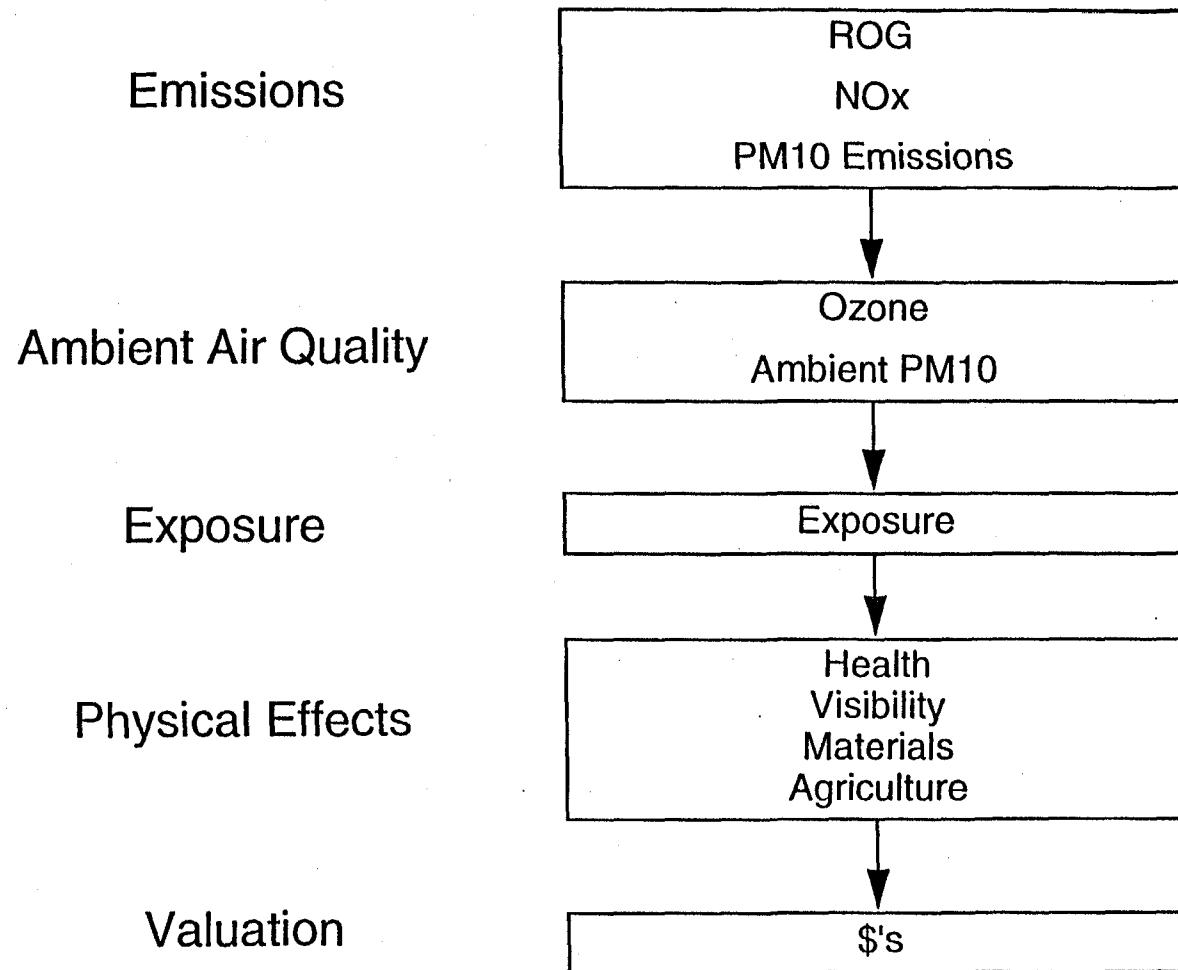 Emissions
ROG
NOx
PM10 Emissions
Ambient Air Quality
Ozone
Ambient PM10
Exposure
Exposure
Physical Effects
Health
Visibility
Materials
Agriculture
Valuation
$'s